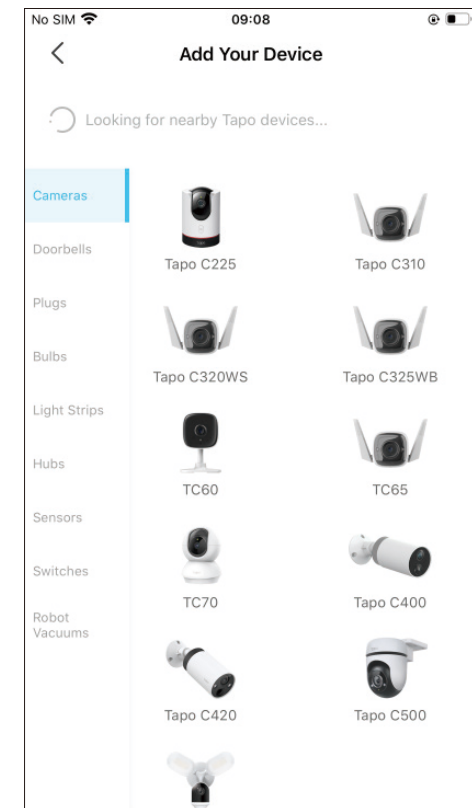 No SIM 09:08
Add Your Device
Looking for nearby Tapo devices...
Cameras
Doorbells
Plugs
Bulbs
Light Strips
Hubs
Sensors
Switches
Robot
Vacuums
Tapo C225
Tapo C310
Tapo C320WS
Tapo C325WB
TC60
TC65
TC70
Tapo C400
Tapo C420
Tapo C500